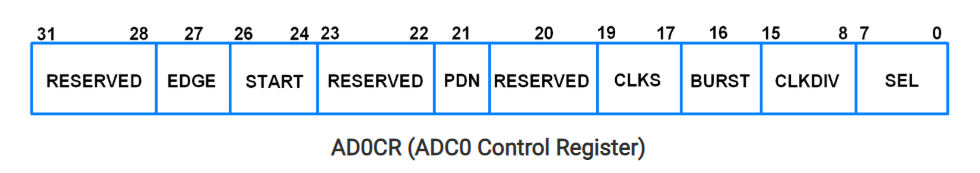 31 28 27 26 24 23 22 21 20 19 17 16 15 8 7 0
RESERVED EDGE START RESERVED PDN RESERVED CLKS BURST CLKDIV SEL
AD0CR (ADC0 Control Register)